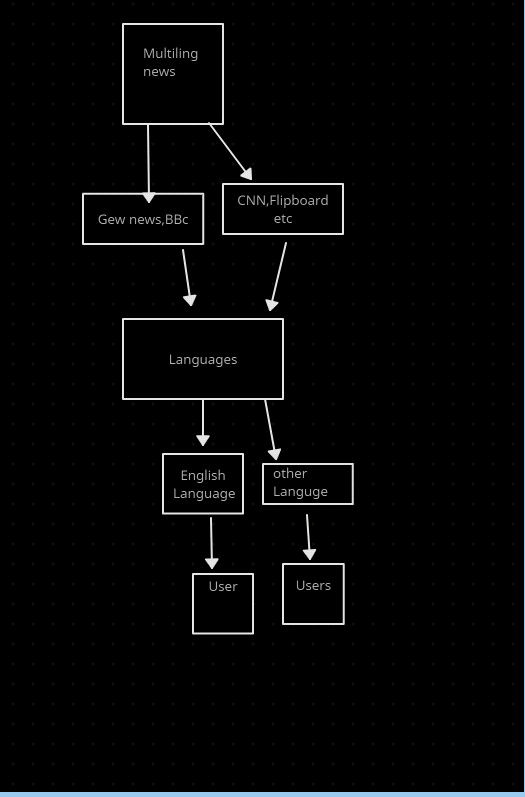 Multiling
news
Gew news,BBc
CNN,Flipboard
etc
Languages
English
Language
other
Languge
User
Users